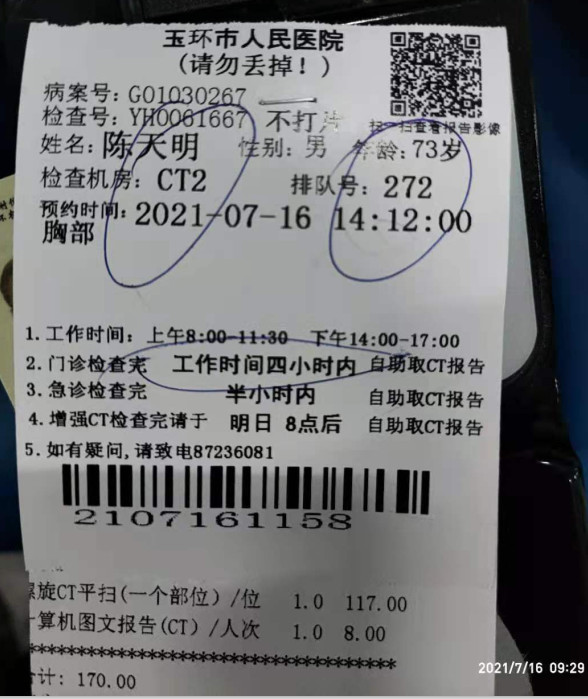 玉环市人民医院
(请勿丢掉！)
病案号: G01030267
检查号: YH0061667 不打片
扫一扫查看报告影像
姓名: 陈天明 性别: 男 年龄: 73岁
检查机房: CT2 排队号: 272
预约时间: 2021-07-16 14:12:00
胸部
1. 工作时间: 上午8:00-11:30 下午14:00-17:00
2. 门诊检查完 工作时间四小时内 自助取CT报告
3. 急诊检查完 半小时内 自助取CT报告
4. 增强CT检查完请于 明日 8点后 自助取CT报告
5. 如有疑问,请致电87236081
2107161158
螺旋CT平扫(一个部位)/位 1.0 117.00
算机图文报告(CT)/人次 1.0 8.00
****************************************
计: 170.00
2021/7/16 09:29